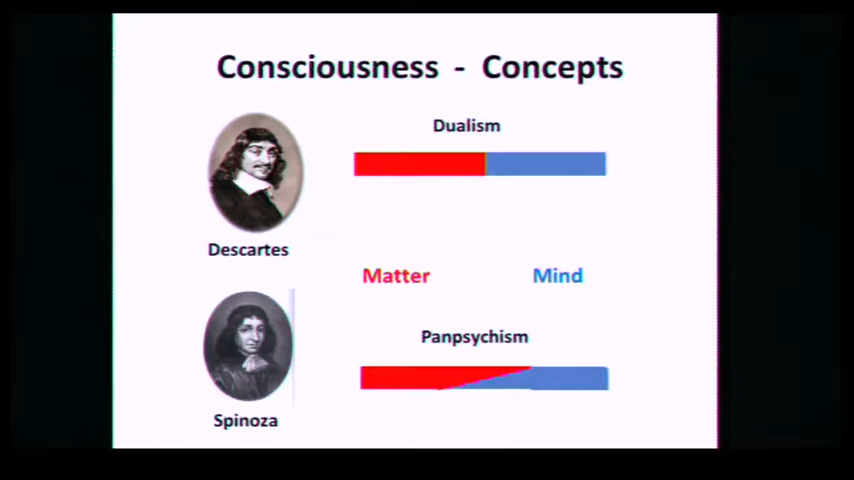 Consciousness - Concepts
Dualism
Descartes
Matter Mind
Panpsychism
Spinoza